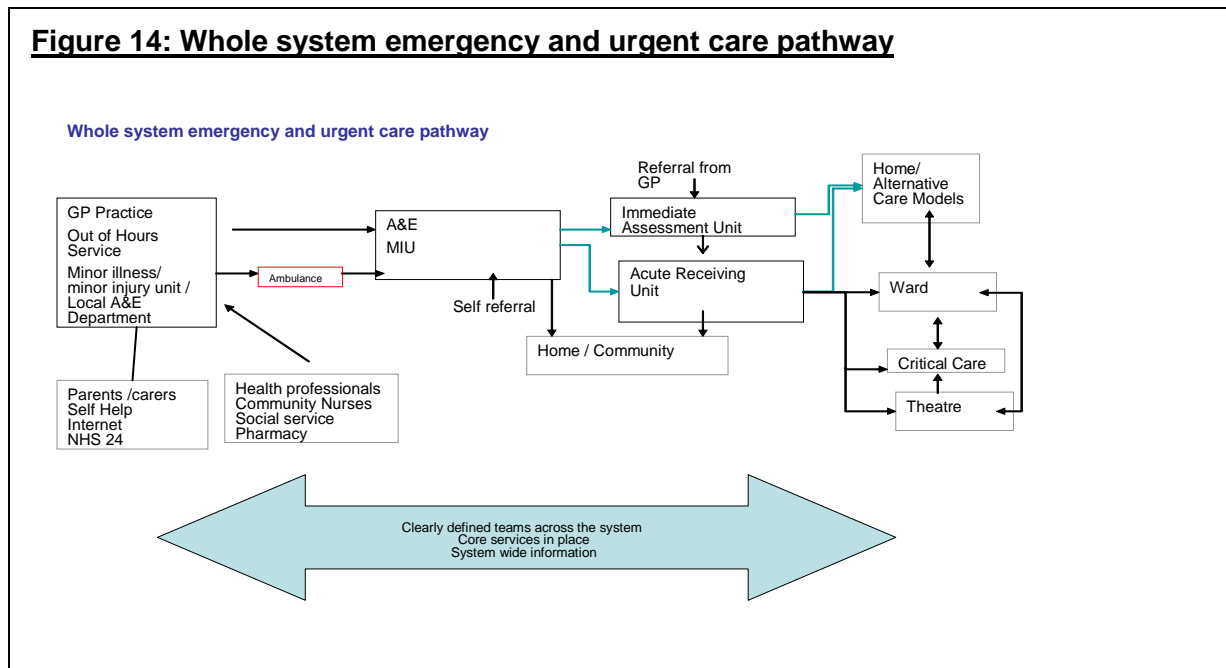 Figure 14: Whole system emergency and urgent care pathway
Whole system emergency and urgent care pathway
GP Practice
Out of Hours
Service
Minor illness/
minor injury unit /
Local A&E
Department
Ambulance
Parents /carers
Self Help
Internet
NHS 24
Health professionals
Community Nurses
Social service
Pharmacy
A&E
MIU
Self referral
Home / Community
Referral from
GP
Immediate
Assessment Unit
Acute Receiving
Unit
Home/
Alternative
Care Models
Ward
Critical Care
Theatre
Clearly defined teams across the system
Core services in place
System wide information